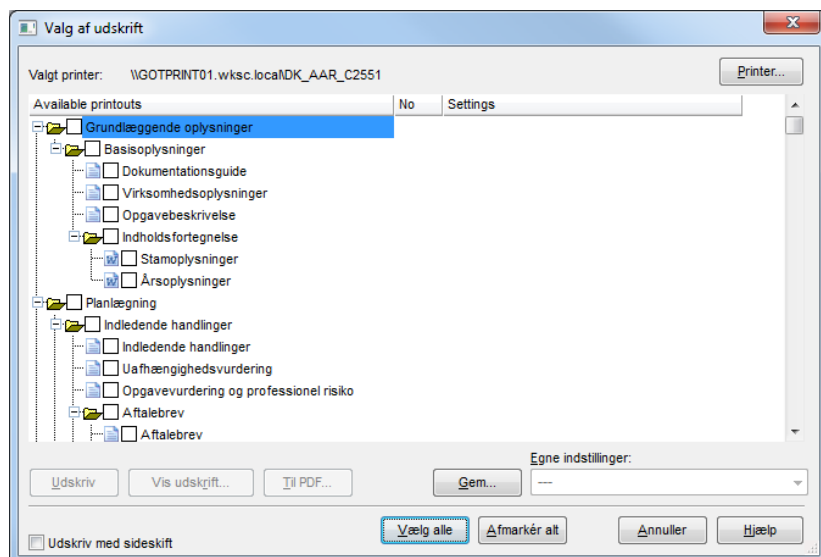 Valg af udskrift
Valgt printer: \\GOTPRINT01.wksc.local\DK_AAR_C2551
Printer...
Available printouts No Settings
Grundlæggende oplysninger
Basisoplysninger
Dokumentationsguide
Virksomhedsoplysninger
Opgavebeskrivelse
Indholdsfortegnelse
Stamoplysninger
Årsoplysninger
Planlægning
Indledende handlinger
Indledende handlinger
Uafhængighedsvurdering
Opgavevurdering og professionel risiko
Aftalebrev
Aftalebrev
Egne indstillinger:
Udskriv Vis udskrift... Til PDF... Gem... ---
Vælg alle Afmarkér alt Annuller Hjælp
Udskriv med sideskift